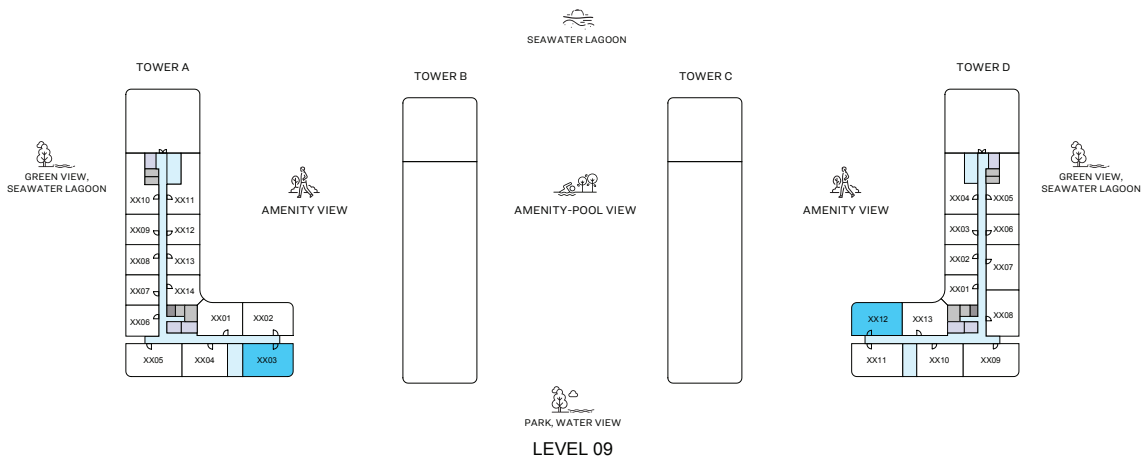 SEAWATER LAGOON
TOWER A
TOWER B
TOWER C
TOWER D
GREEN VIEW,
SEAWATER LAGOON
AMENITY VIEW
AMENITY-POOL VIEW
AMENITY VIEW
GREEN VIEW,
SEAWATER LAGOON
XX10
XX11
XX09
XX12
XX08
XX13
XX07
XX14
XX06
XX01
XX02
XX05
XX04
XX03
XX04
XX05
XX03
XX06
XX02
XX07
XX01
XX08
XX12
XX13
XX11
XX10
XX09
PARK, WATER VIEW
LEVEL 09